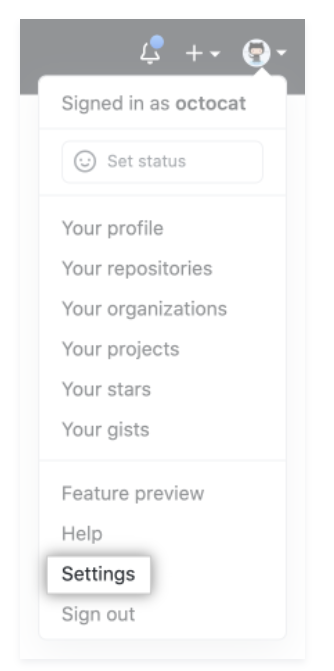 Signed in as octocat
Set status
Your profile
Your repositories
Your organizations
Your projects
Your stars
Your gists
Feature preview
Help
Settings
Sign out